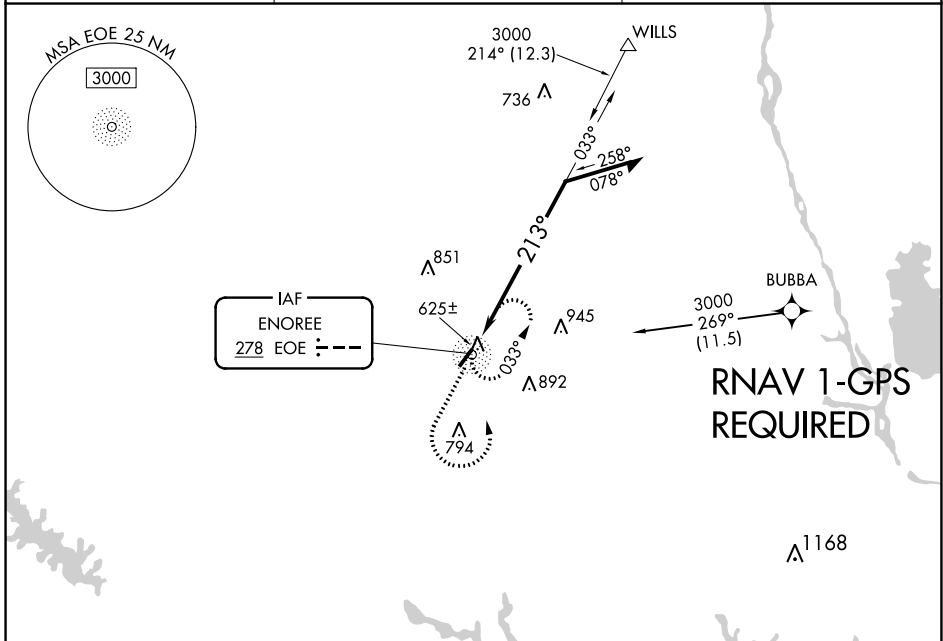 MSA EOE 25 NM
3000
3000
214° (12.3)
WILLS
736
033°
258°
078°
213°
851
625±
945
033°
892
794
IAF
ENOREE
278 EOE
BUBBA
3000
269°
(11.5)
RNAV 1-GPS
REQUIRED
1168